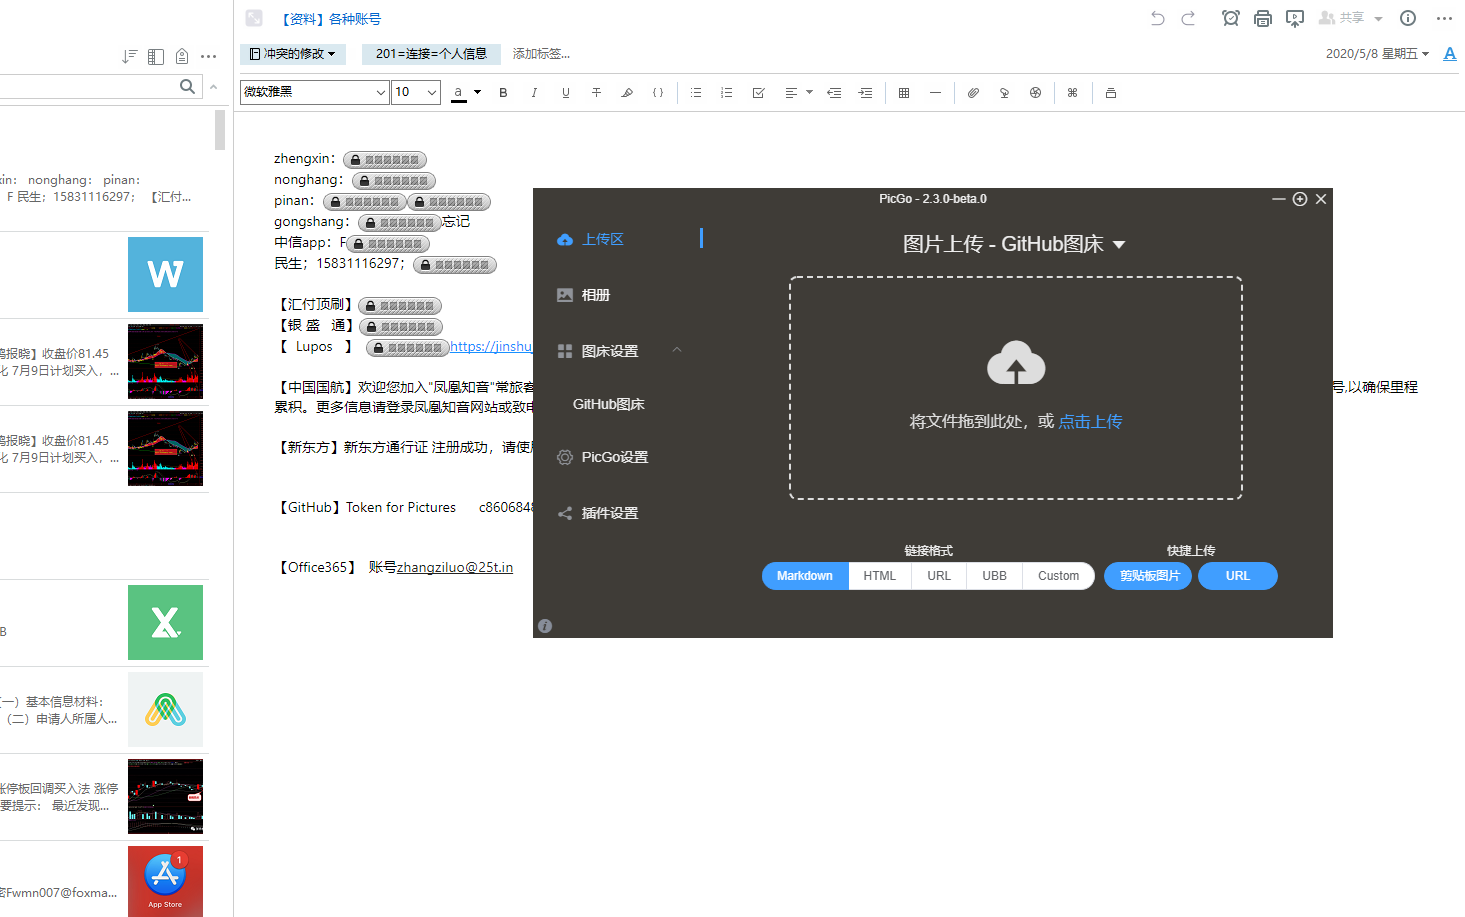 【资料】各种账号
共享
冲突的修改
201=连接=个人信息
添加标签...
2020/5/8 星期五
微软雅黑
10
zhengxin：
nonghang：
pinan：
gongshang：忘记
中信app：F
民生；15831116297；
【汇付顶刷】
【银 盛 通】
【 Lupos 】 https://jinshu
【中国国航】欢迎您加入"凤凰知音"常旅客
号,以确保里程
累积。更多信息请登录凤凰知音网站或致电
【新东方】新东方通行证 注册成功，请使用
【GitHub】Token for Pictures c860684
【Office365】 账号zhangziluo@25t.in
xin： nonghang： pinan：
F 民生；15831116297； 【汇付...
报晓】收盘价81.45
化 7月9日计划买入，...
报晓】收盘价81.45
化 7月9日计划买入，...
B
（一）基本信息材料：
（二）申请人所属人...
涨停板回调买入法 涨停
要提示： 最近发现...
密Fwmn007@foxma...
W
X
1
App Store
PicGo - 2.3.0-beta.0
上传区
相册
图床设置
GitHub图床
PicGo设置
插件设置
图片上传 - GitHub图床
将文件拖到此处，或 点击上传
链接格式
快捷上传
Markdown
HTML
URL
UBB
Custom
剪贴板图片
URL